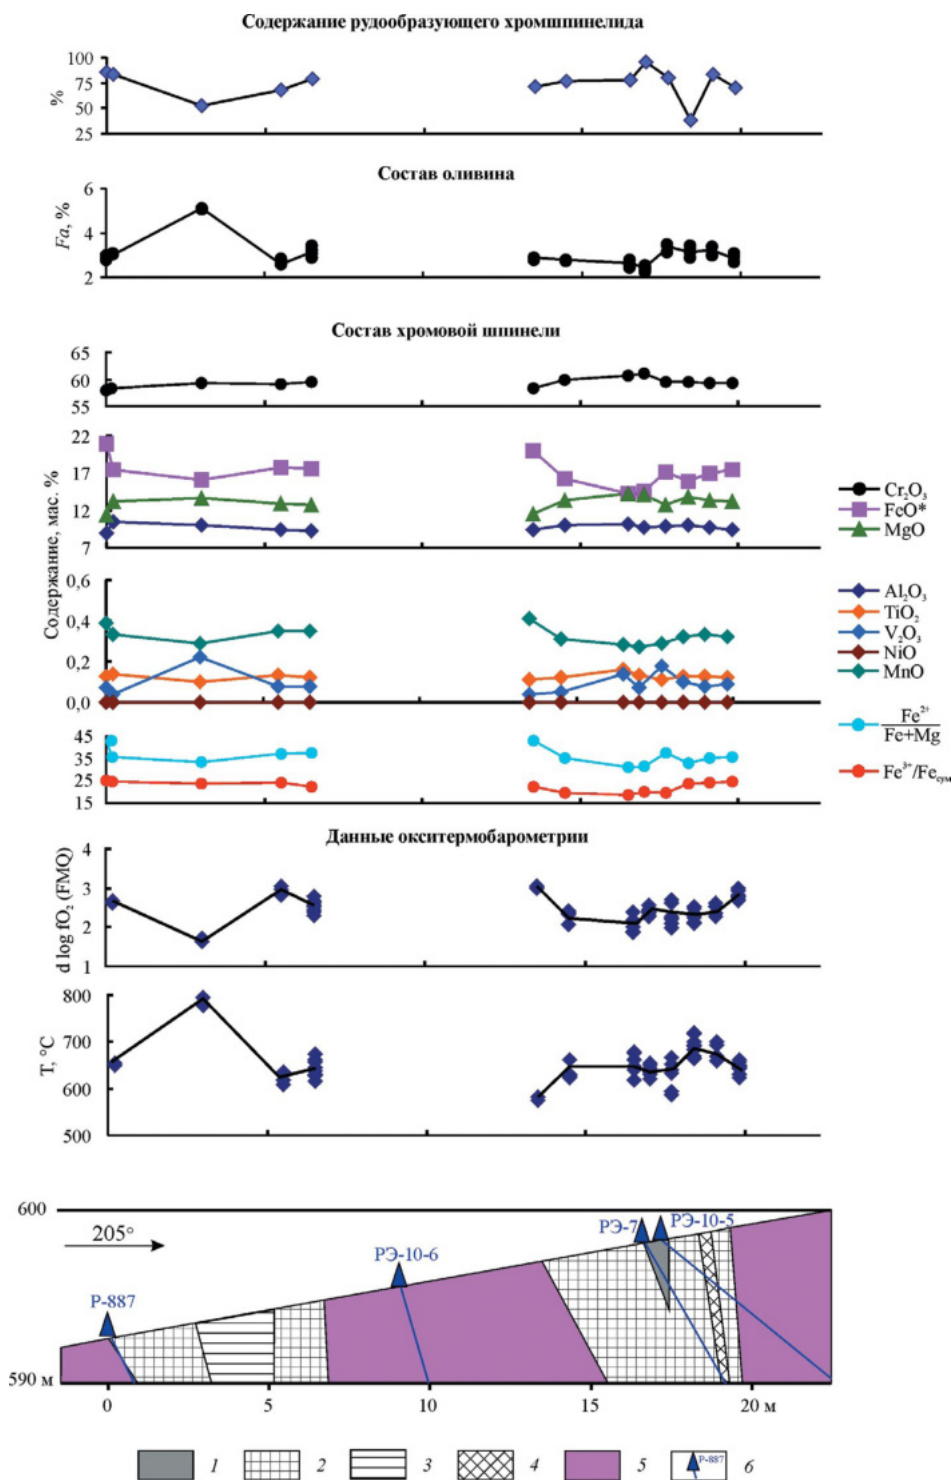 Содержание рудообразующего хромшпинелида
100
75
50
25
%
Состав оливина
6
4
2
Fa, %
Состав хромовой шпинели
65
60
55
22
17
12
7
0,6
0,4
0,2
0,0
45
35
25
15
Содержание, мас. %
Cr₂O₃
FeO*
MgO
Al₂O₃
TiO₂
V₂O₃
NiO
MnO
Fe²⁺
Fe+Mg
Fe³⁺/Feсум
Данные окситермобарометрии
4
3
2
1
d log fO₂ (FMQ)
800
700
600
500
T, °C
600
205°
Р-887
РЭ-10-6
РЭ-7
РЭ-10-5
590 м
0 5 10 15 20 м
1 2 3 4 5 Р-887 6